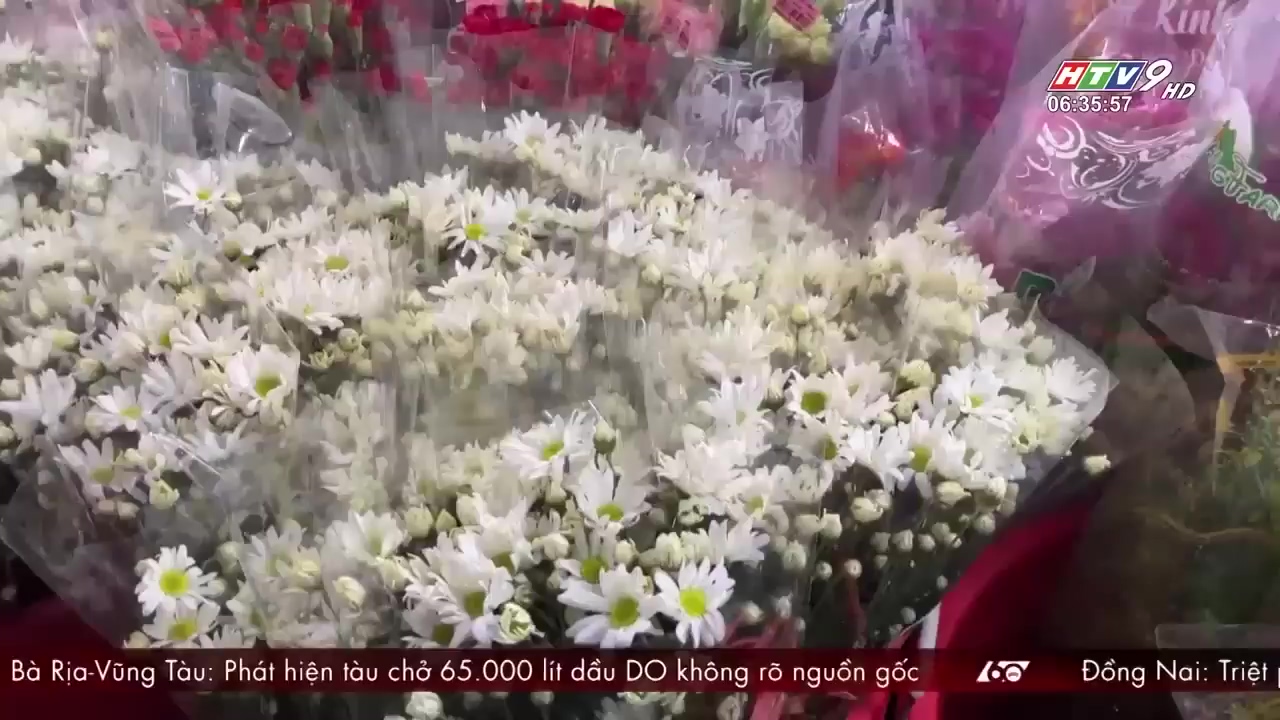 HTV9 HD
06:35:57
Bà Rịa-Vũng Tàu: Phát hiện tàu chở 65.000 lít dầu DO không rõ nguồn gốc
60
Đồng Nai: Triệt